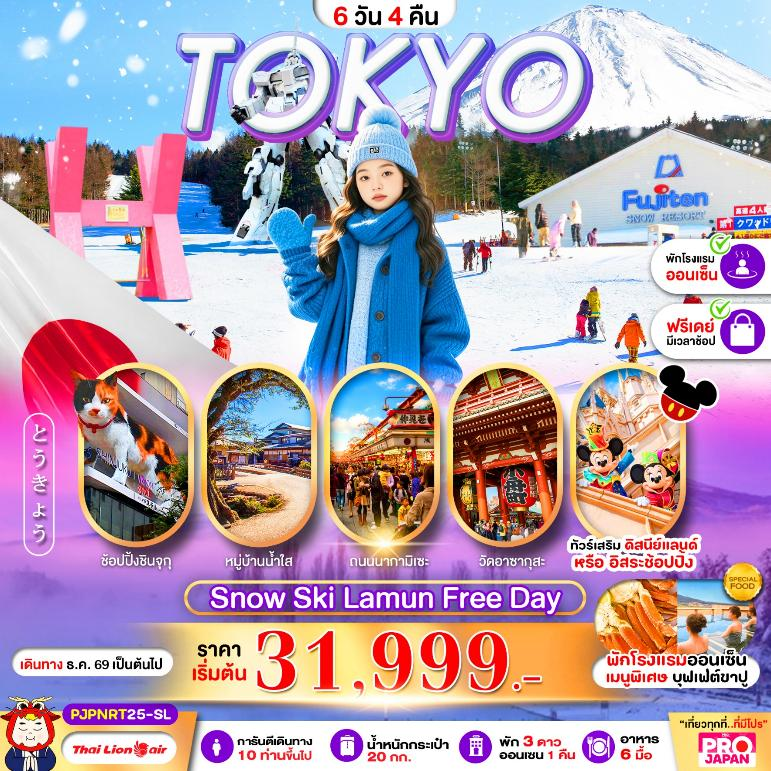 6 วัน 4 คืน
TOKYO
Fujiten
SNOW RESORT
พักโรงแรม
ออนเซ็น
ฟรีเดย์
มีเวลาช้อป
とうきょう
ช้อปปิ้งชินจุกุ
หมู่บ้านน้ำใส
ถนนนากามิเซะ
วัดอาซากุสะ
ทัวร์เสริม ดิสนีย์แลนด์
หรือ อิสระช้อปปิ้ง
Snow Ski Lamun Free Day
SPECIAL
FOOD
เดินทาง ธ.ค. 69 เป็นต้นไป
ราคา
เริ่มต้น
31,999.-
พักโรงแรมออนเซ็น
เมนูพิเศษ บุฟเฟ่ต์ขาปู
PJPNRT25-SL
Thai Lion air
การันตีเดินทาง
10 ท่านขึ้นไป
น้ำหนักกระเป๋า
20 กก.
พัก 3 ดาว
ออนเซน 1 คืน
อาหาร
6 มื้อ
"เที่ยวทุกที่..ที่มีโปร"
PRO
JAPAN